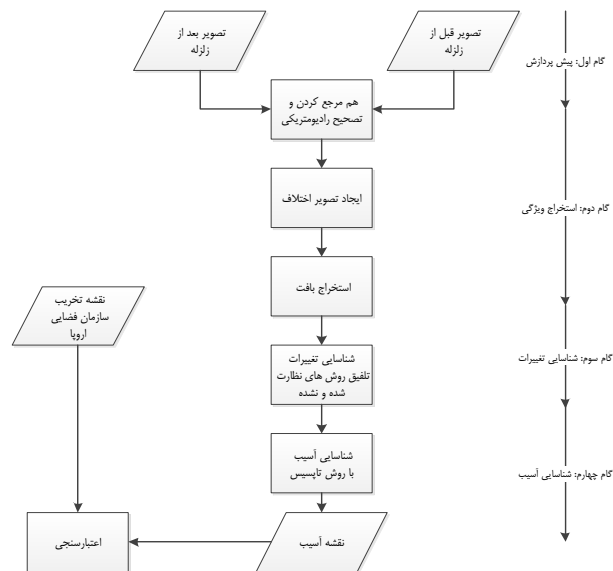 تصویر قبل از
زلزله
تصویر بعد از
زلزله
گام اول: پیش پردازش
هم مرجع کردن و
تصحیح رادیومتریکی
ایجاد تصویر اختلاف
گام دوم: استخراج ویژگی
استخراج بافت
نقشه تخریب
سازمان فضایی
اروپا
شناسایی تغییرات
تلفیق روش های نظارت
شده و نشده
گام سوم: شناسایی تغییرات
شناسایی آسیب
با روش تاپسیس
گام چهارم: شناسایی آسیب
نقشه آسیب
اعتبارسنجی